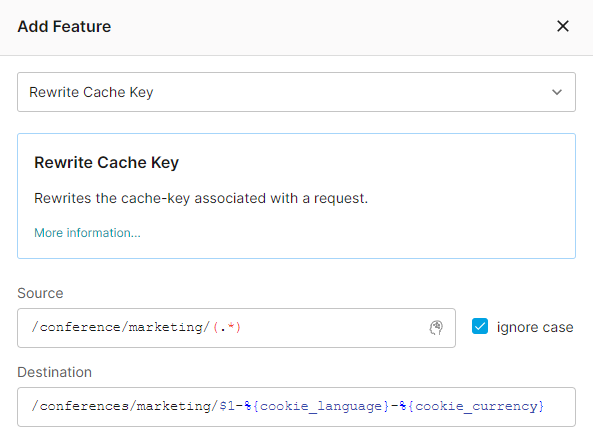 Add Feature
Rewrite Cache Key
Rewrite Cache Key
Rewrites the cache-key associated with a request.
More information...
Source
/conference/marketing/(.*)
ignore case
Destination
/conferences/marketing/$1-%{cookie_language}-%{cookie_currency}